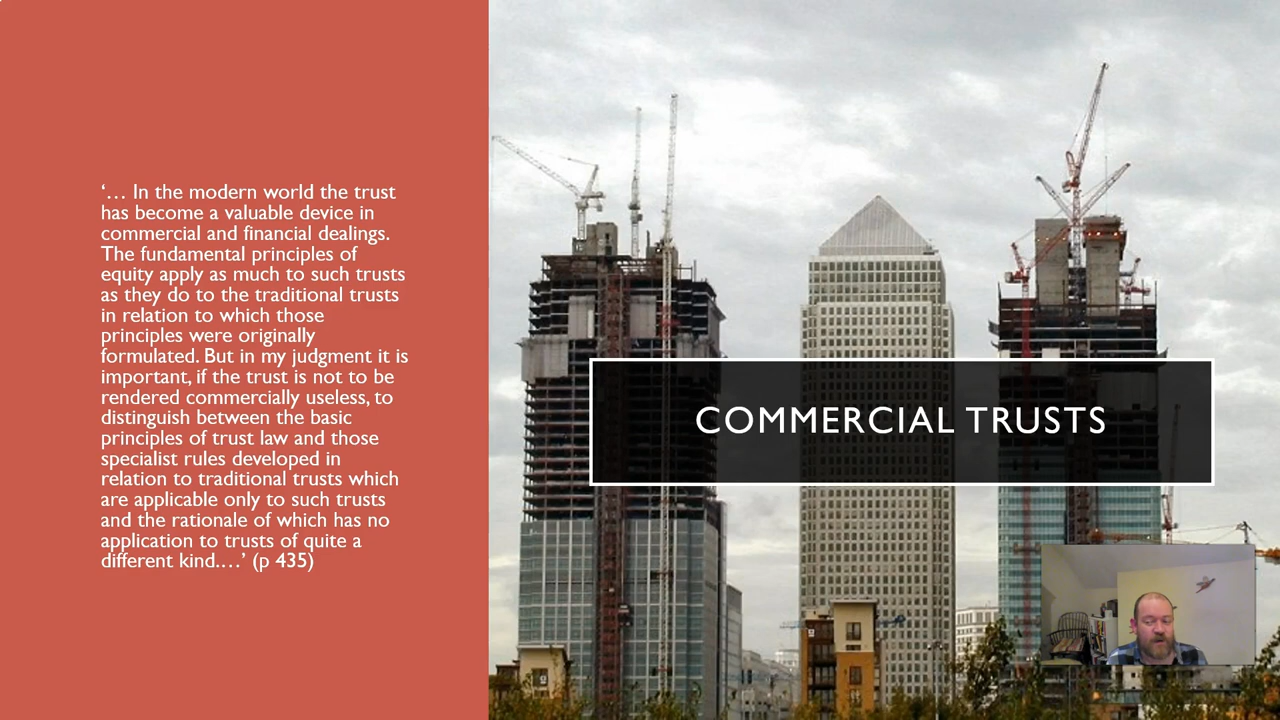 ‘… In the modern world the trust
has become a valuable device in
commercial and financial dealings.
The fundamental principles of
equity apply as much to such trusts
as they do to the traditional trusts
in relation to which those
principles were originally
formulated. But in my judgment it is
important, if the trust is not to be
rendered commercially useless, to
distinguish between the basic
principles of trust law and those
specialist rules developed in
relation to traditional trusts which
are applicable only to such trusts
and the rationale of which has no
application to trusts of quite a
different kind.…’ (p 435)
COMMERCIAL TRUSTS